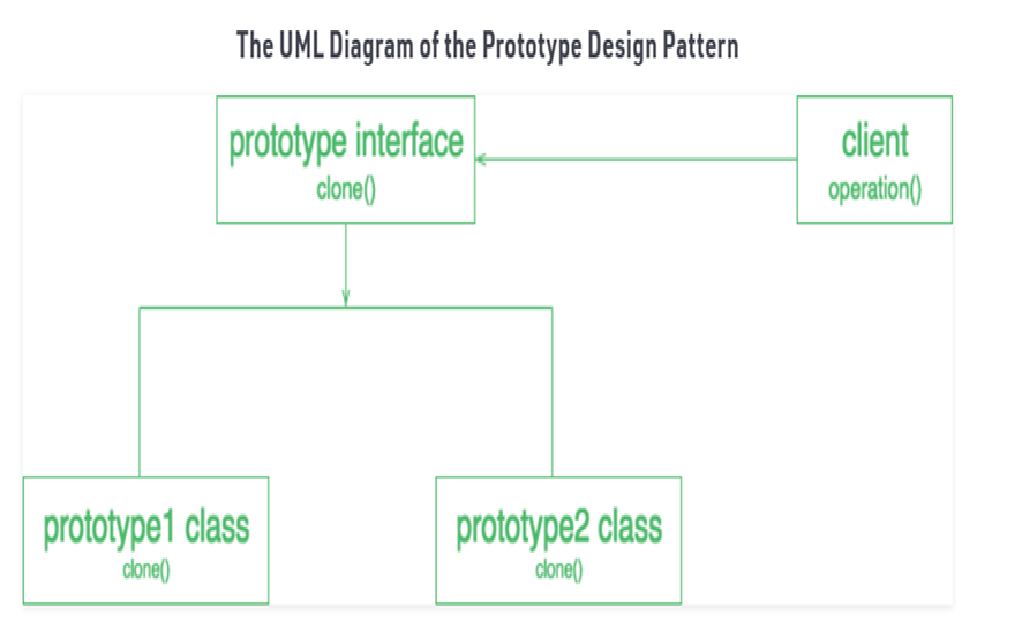 The UML Diagram of the Prototype Design Pattern
prototype interface
clone()
client
operation()
prototype1 class
clone()
prototype2 class
clone()